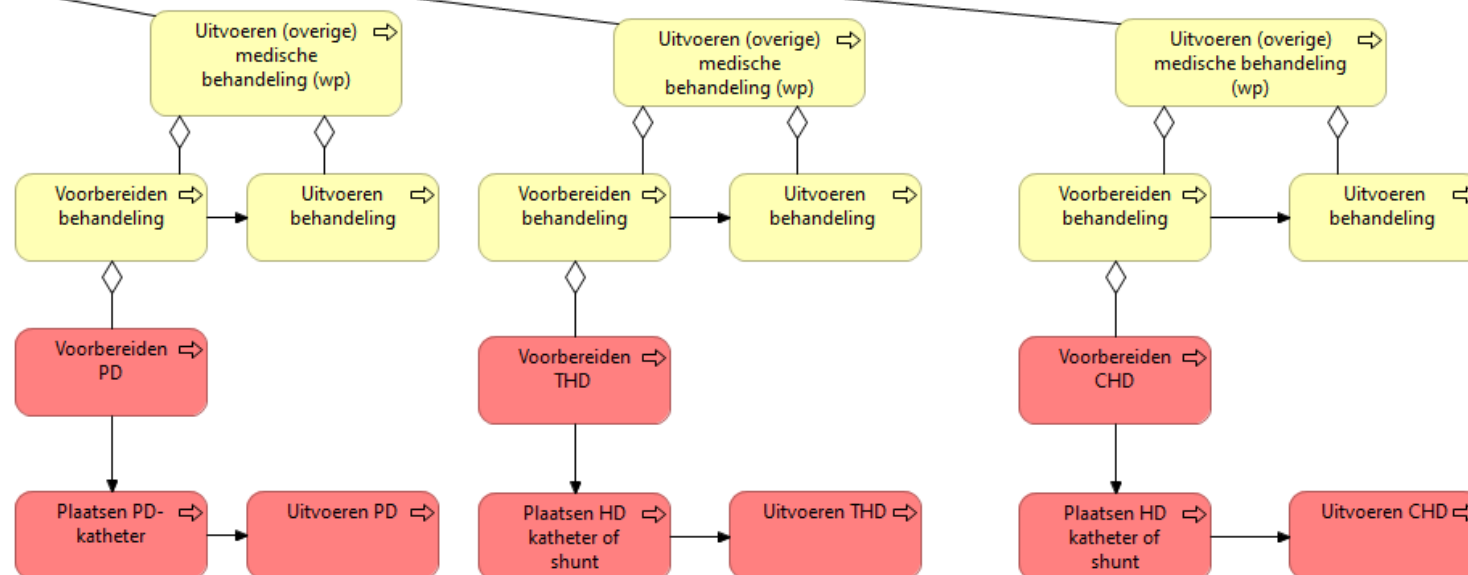 Uitvoeren (overige)
medische
behandeling (wp)
Uitvoeren (overige)
medische
behandeling (wp)
Uitvoeren (overige)
medische behandeling
(wp)
Voorbereiden
behandeling
Uitvoeren
behandeling
Voorbereiden
behandeling
Uitvoeren
behandeling
Voorbereiden
behandeling
Uitvoeren
behandeling
Voorbereiden
PD
Voorbereiden
THD
Voorbereiden
CHD
Plaatsen PD-
katheter
Uitvoeren PD
Plaatsen HD
katheter of
shunt
Uitvoeren THD
Plaatsen HD
katheter of
shunt
Uitvoeren CHD